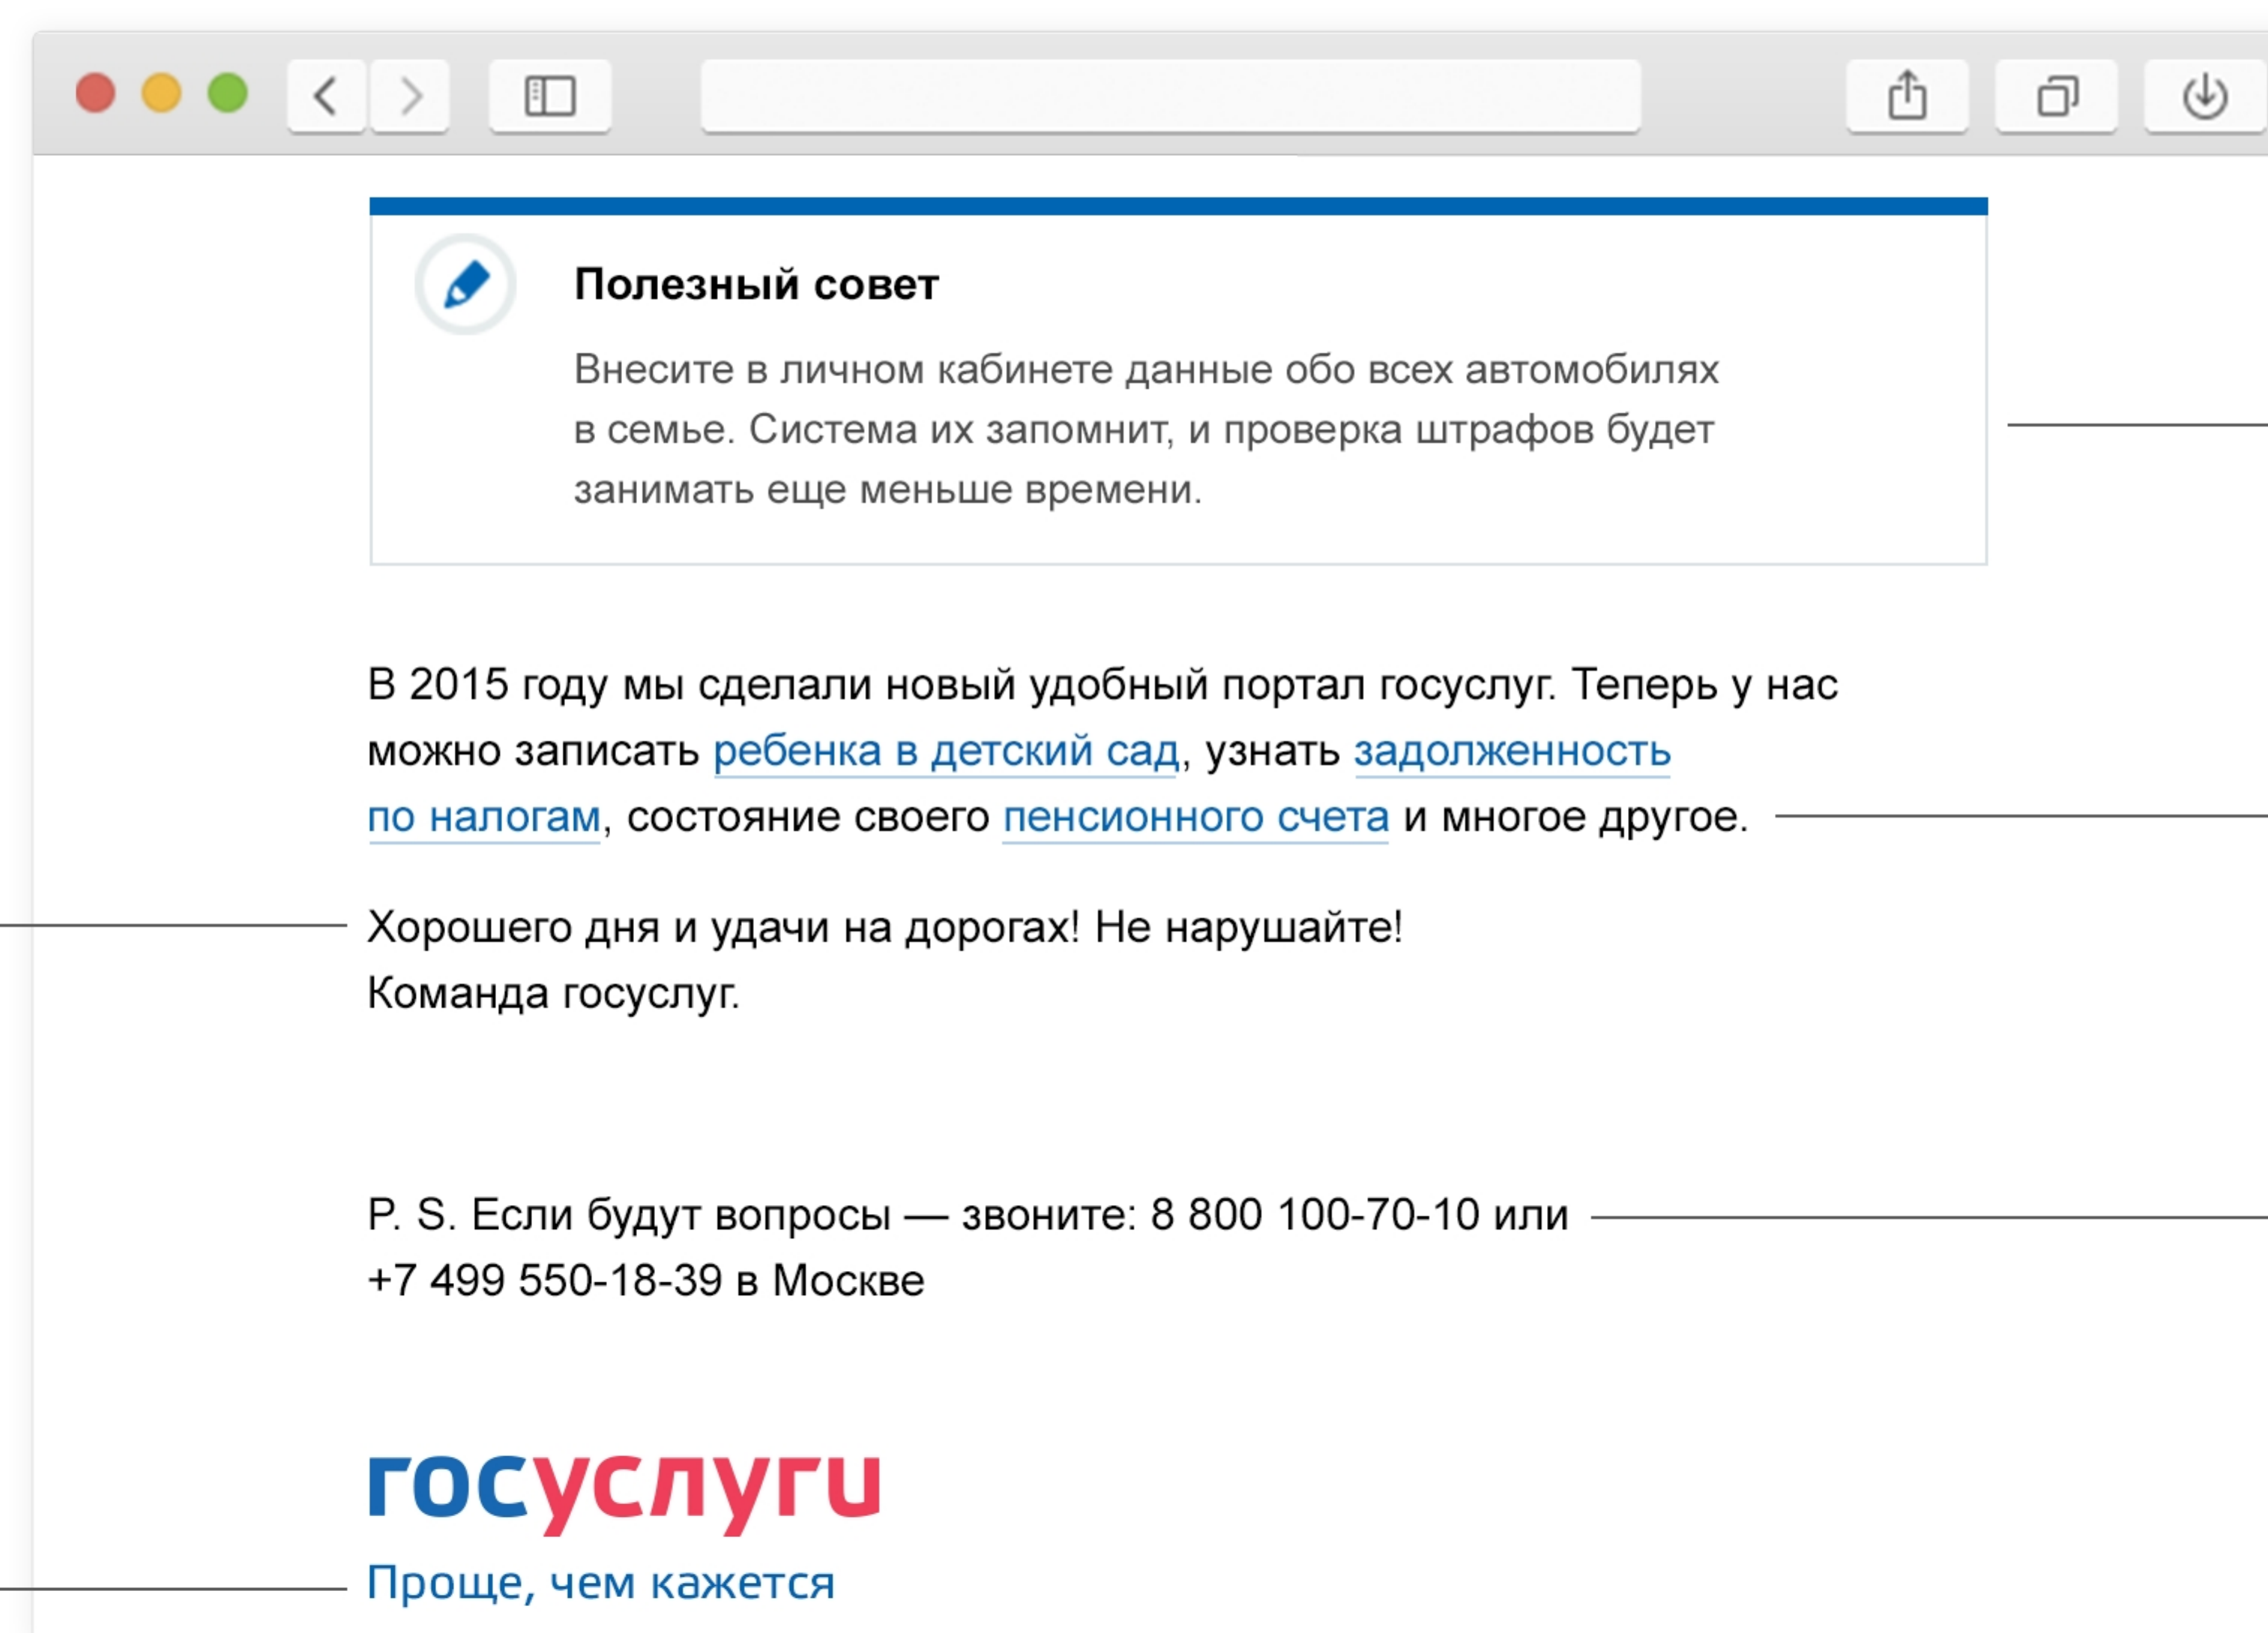 Полезный совет
Внесите в личном кабинете данные обо всех автомобилях
в семье. Система их запомнит, и проверка штрафов будет
занимать еще меньше времени.
В 2015 году мы сделали новый удобный портал госуслуг. Теперь у нас
можно записать ребенка в детский сад, узнать задолженность
по налогам, состояние своего пенсионного счета и многое другое.
Хорошего дня и удачи на дорогах! Не нарушайте!
Команда госуслуг.
P. S. Если будут вопросы — звоните: 8 800 100-70-10 или
+7 499 550-18-39 в Москве
госуслуги
Проще, чем кажется